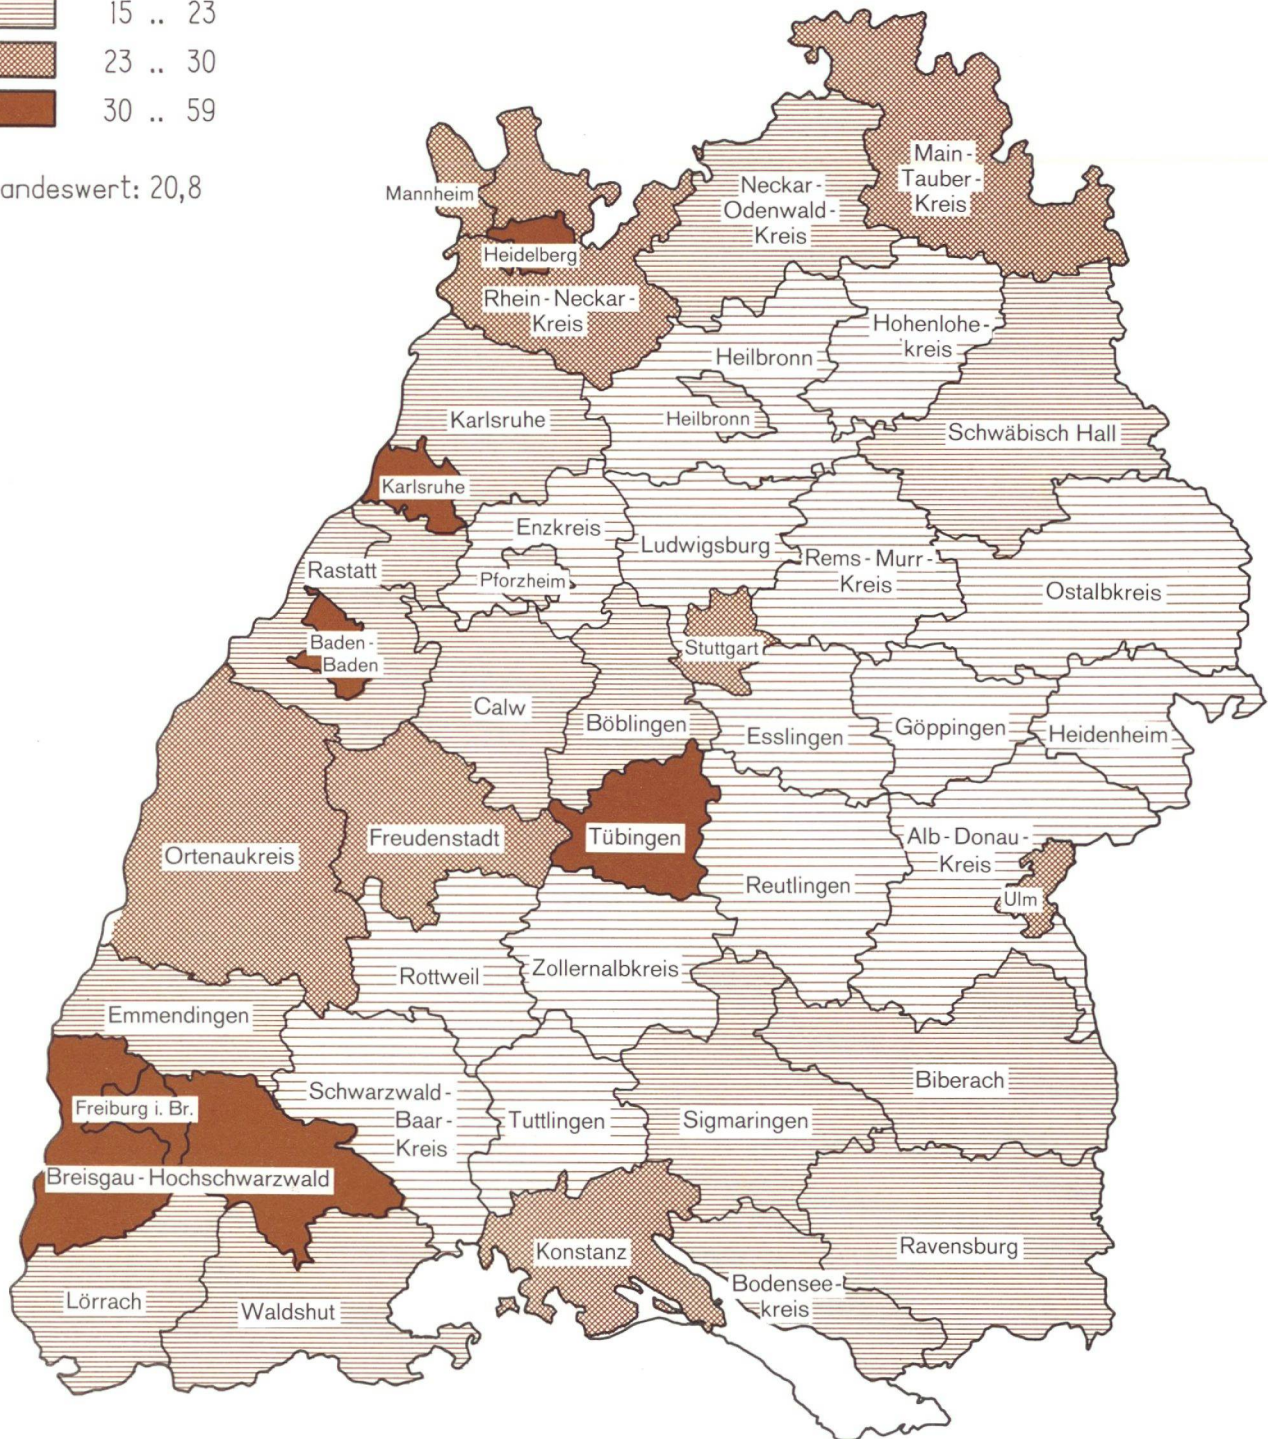 15 .. 23
23 .. 30
30 .. 59
andeswert: 20,8
Main-
Tauber-
Kreis
Mannheim
Neckar-
Odenwald-
Kreis
Heidelberg
Rhein-Neckar-
Kreis
Hohenlohe-
kreis
Heilbronn
Heilbronn
Karlsruhe
Schwäbisch Hall
Karlsruhe
Enzkreis
Ludwigsburg
Rems-Murr-
Kreis
Rastatt
Pforzheim
Ostalbkreis
Baden-
Baden
Stuttgart
Calw
Böblingen
Esslingen
Göppingen
Heidenheim
Freudenstadt
Tübingen
Alb-Donau-
Kreis
Ortenaukreis
Reutlingen
Ulm
Rottweil
Zollernalbkreis
Emmendingen
Schwarzwald-
Baar-
Kreis
Biberach
Freiburg i. Br.
Tuttlingen
Sigmaringen
Breisgau-Hochschwarzwald
Konstanz
Ravensburg
Bodensee-
kreis
Lörrach
Waldshut